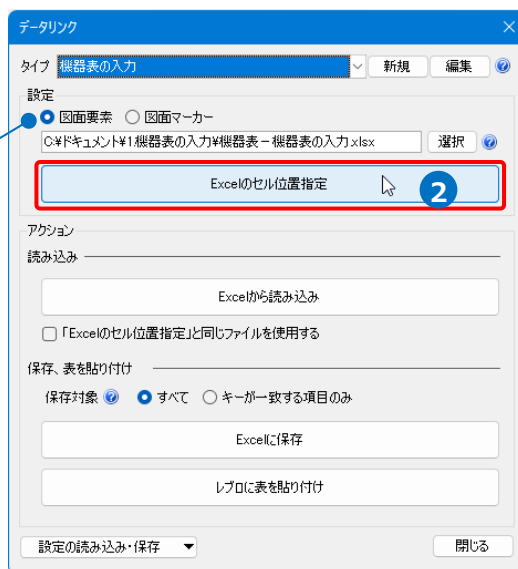 データリンク
タイプ 機器表の入力 新規 編集
設定
図面要素 図面マーカー
C:¥ドキュメント¥1.機器表の入力¥機器表－機器表の入力.xlsx 選択
Excelのセル位置指定 2
アクション
読み込み
Excelから読み込み
「Excelのセル位置指定」と同じファイルを使用する
保存、表を貼り付け
保存対象 すべて キーが一致する項目のみ
Excelに保存
レブロに表を貼り付け
設定の読み込み・保存 閉じる